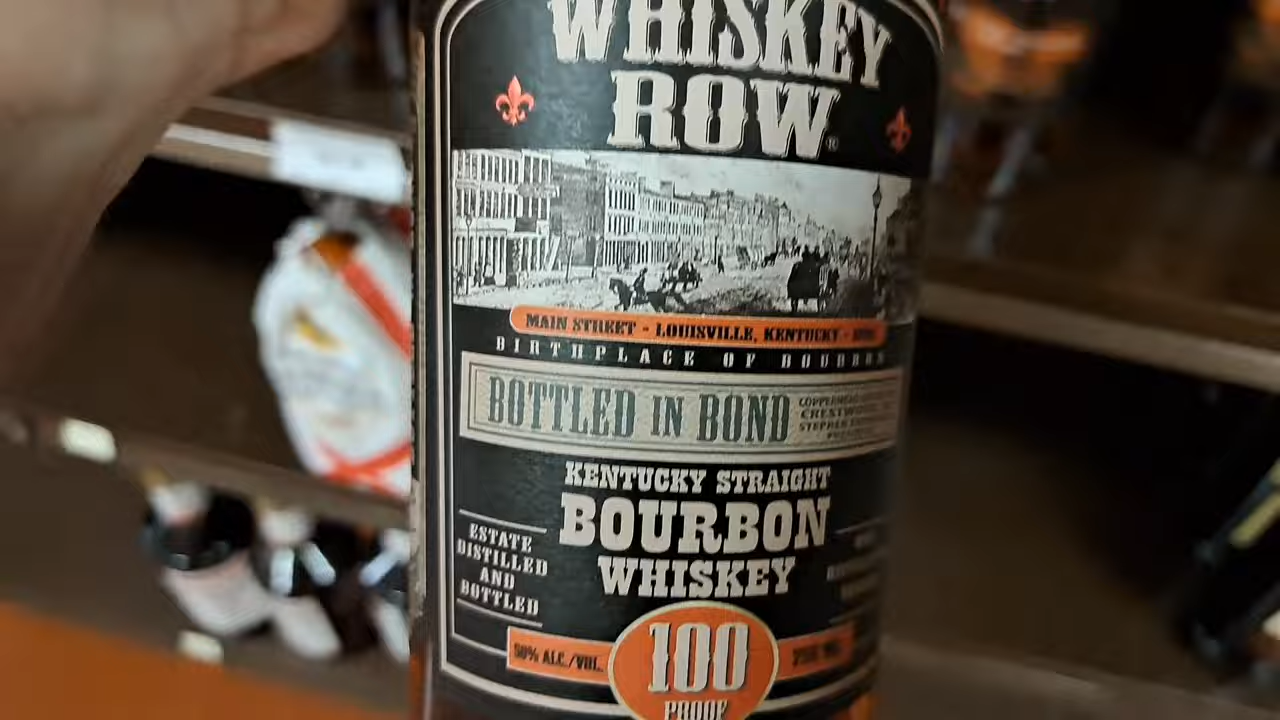 WHISKEY
ROW®
MAIN STREET - LOUISVILLE, KENTUCKY -
BIRTHPLACE OF BOURBON
BOTTLED IN BOND
KENTUCKY STRAIGHT
BOURBON
WHISKEY
ESTATE
DISTILLED
AND
BOTTLED
50% ALC./VOL.
100
PROOF